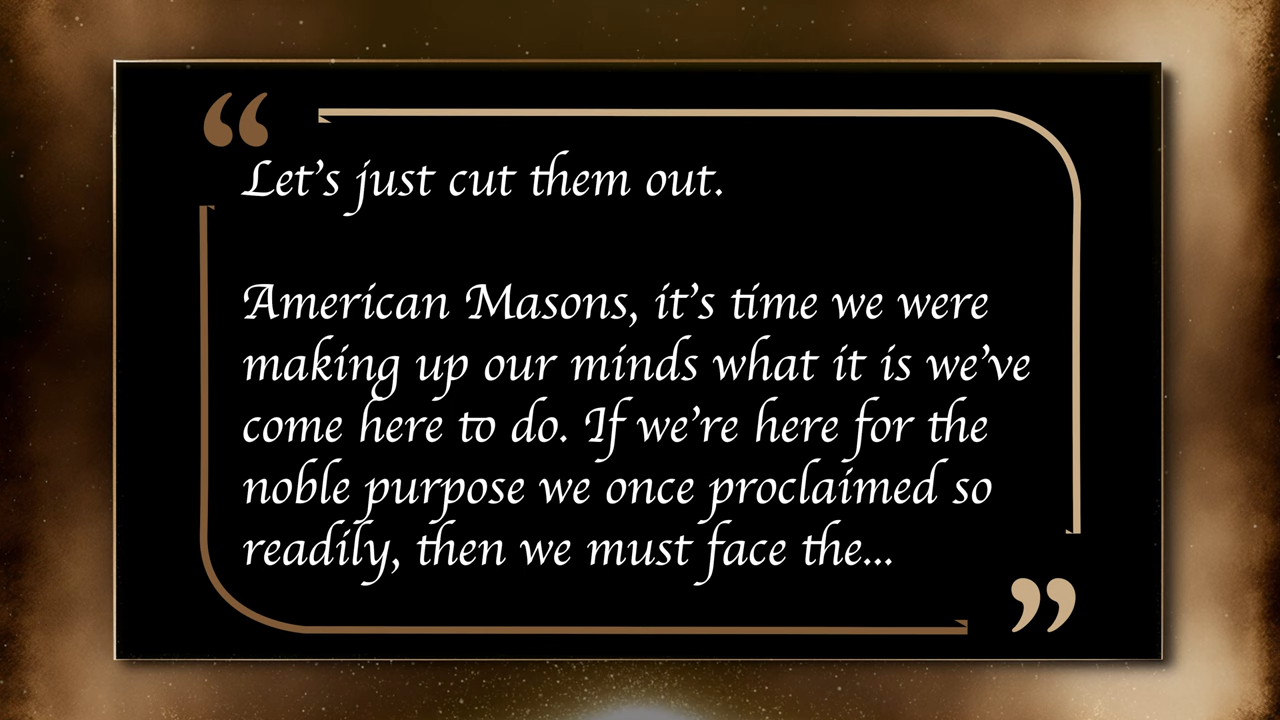 “
Let’s just cut them out.
American Masons, it’s time we were
making up our minds what it is we’ve
come here to do. If we’re here for the
noble purpose we once proclaimed so
readily, then we must face the...
”